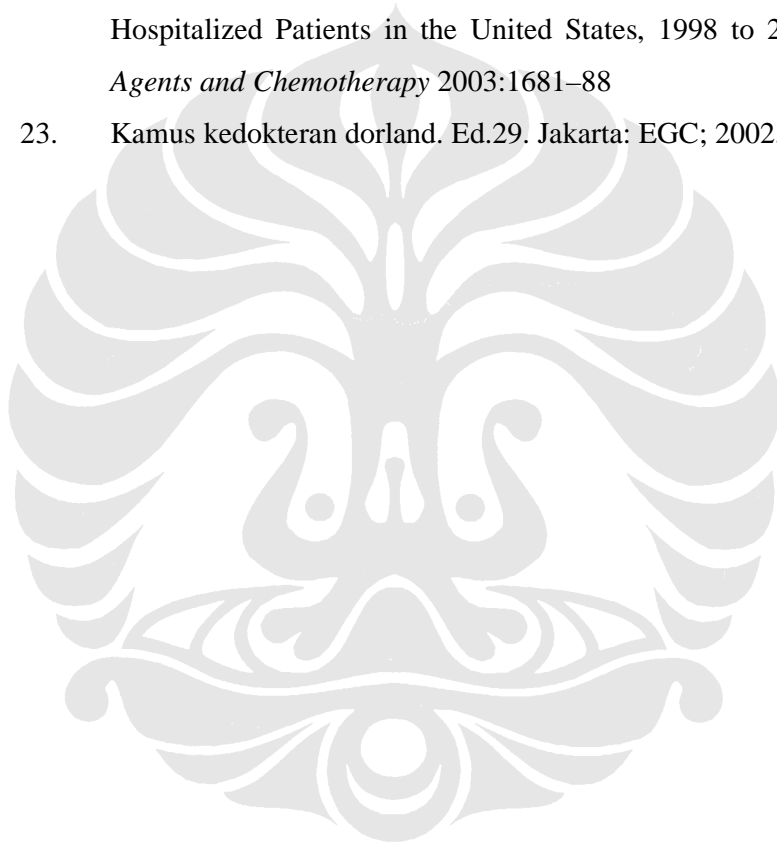 Hospitalized Patients in the United States, 1998 to 2
Agents and Chemotherapy 2003:1681–88
23. Kamus kedokteran dorland. Ed.29. Jakarta: EGC; 2002.